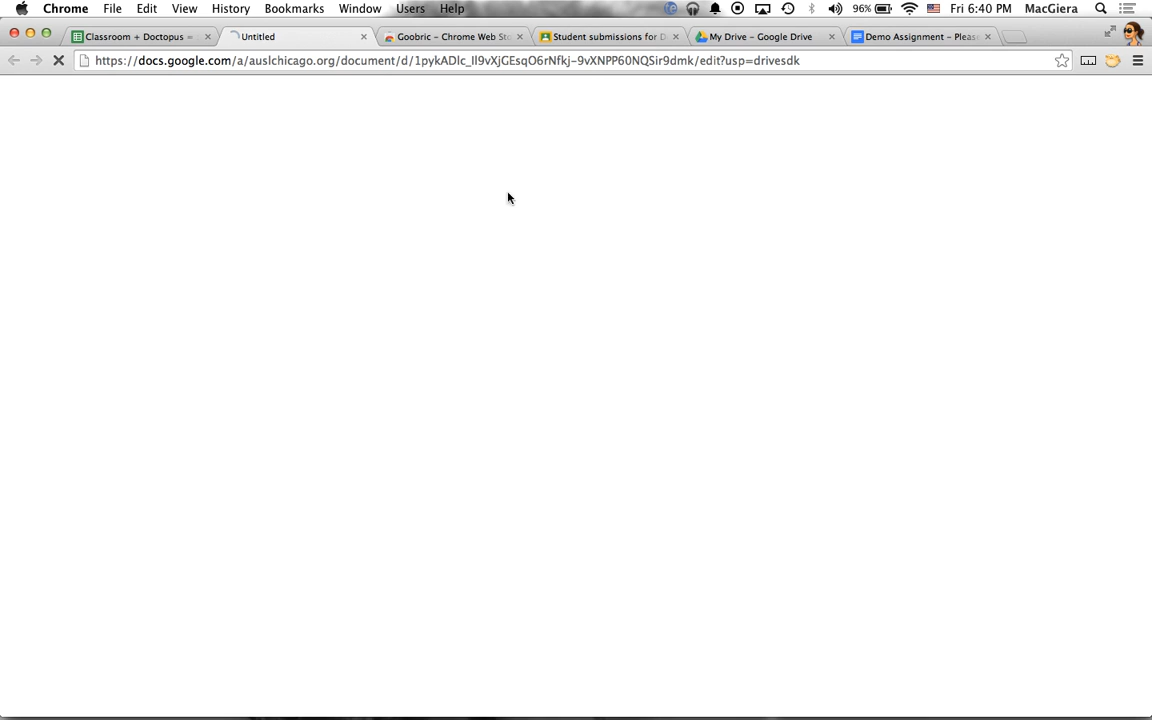 Chrome File Edit View History Bookmarks Window Users Help 96% Fri 6:40 PM MacGiera
Classroom + Doctopus = Untitled Goobric – Chrome Web Sto Student submissions for D My Drive – Google Drive Demo Assignment – Please
https://docs.google.com/a/auslchicago.org/document/d/1pykADlc_Il9vXjGEsqO6rNfkj-9vXNPP60NQSir9dmk/edit?usp=drivesdk